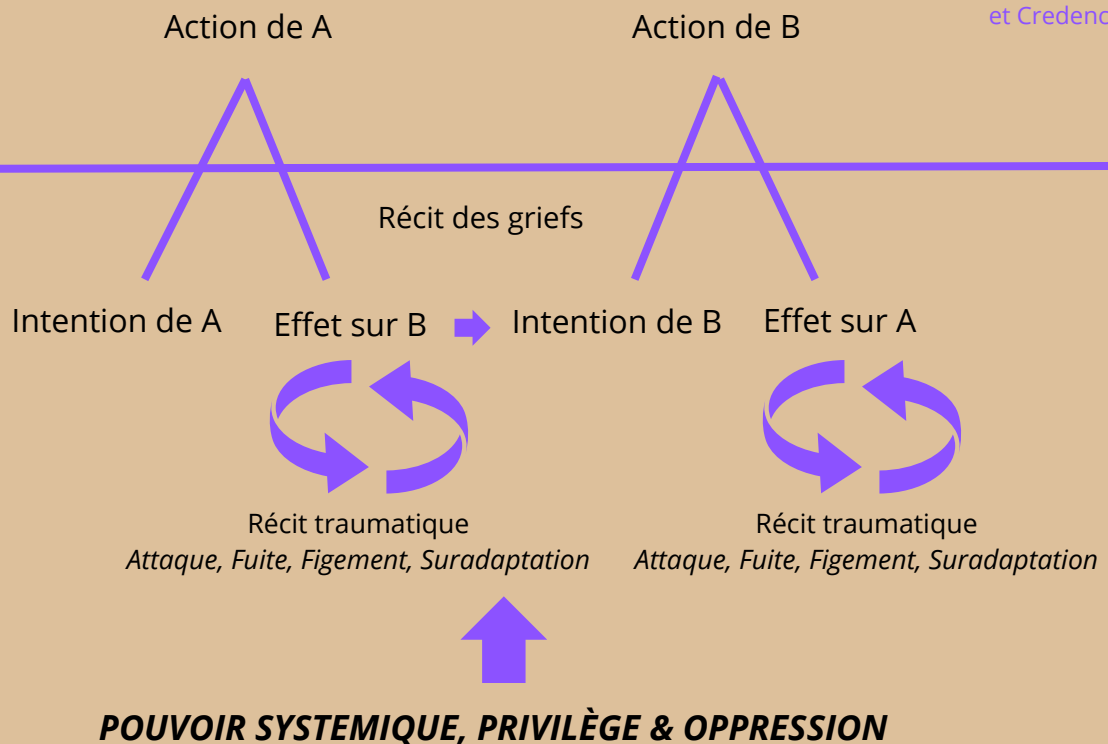 et
Action de A
Action de B
Récit des griefs
Intention de A
Effet sur B
Intention de B
Effet sur A
Récit traumatique
Attaque, Fuite, Figement, Suradaptation
Récit traumatique
Attaque, Fuite, Figement, Suradaptation
POUVOIR SYSTEMIQUE, PRIVILÈGE & OPPRESSION